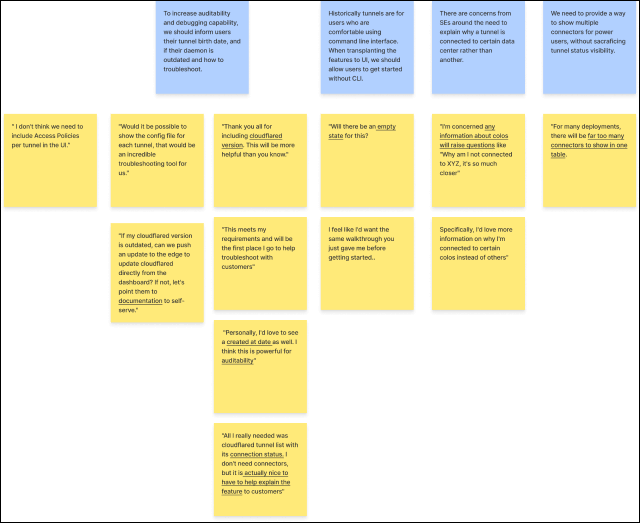 To increase auditability
and debugging capability,
we should inform users
their tunnel birth date, and
if their daemon is
outdated and how to
troubleshoot.
Historically tunnels are for
users who are
comfortable using
command line interface.
When transplanting the
features to UI, we should
allow users to get started
without CLI.
There are concerns from
SEs around the need to
explain why a tunnel is
connected to certain data
center rather than
another.
We need to provide a way
to show multiple
connectors for power
users, without sacraficing
tunnel status visibility.
" I don't think we need to
include Access Policies
per tunnel in the UI."
"Would it be possible to
show the config file for
each tunnel, that would be
an incredible
troubleshooting tool for
us."
"Thank you all for
including cloudflared
version. This will be more
helpful than you know."
"Will there be an empty
state for this?
"I'm concerned any
information about colos
will raise questions like
"Why am I not connected
to XYZ, it's so much
closer"
"For many deployments,
there will be far too many
connectors to show in one
table.
"If my cloudflared version
is outdated, can we push
an update to the edge to
update cloudflared
directly from the
dashboard? If not, let's
point them to
documentation to self-
serve."
"This meets my
requirements and will be
the first place I go to help
troubleshoot with
customers"
I feel like I'd want the
same walkthrough you
just gave me before
getting started..
Specifically, I'd love more
information on why I'm
connected to certain
colos instead of others"
"Personally, I'd love to see
a created at date as well. I
think this is powerful for
auditability"
"All I really needed was
cloudflared tunnel list with
its connection status, I
don't need connectors,
but it is actually nice to
have to help explain the
feature to customers"